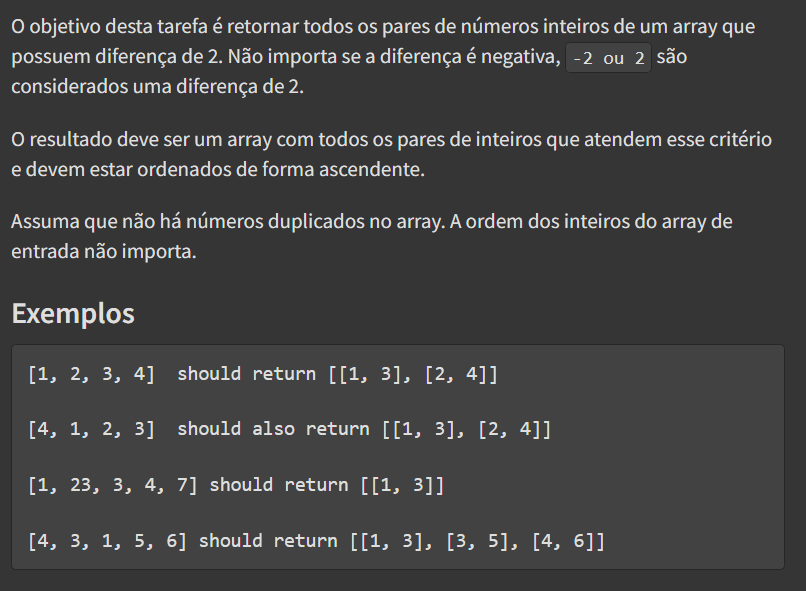 O objetivo desta tarefa é retornar todos os pares de números inteiros de um array que
possuem diferença de 2. Não importa se a diferença é negativa, -2 ou 2 são
considerados uma diferença de 2.
O resultado deve ser um array com todos os pares de inteiros que atendem esse critério
e devem estar ordenados de forma ascendente.
Assuma que não há números duplicados no array. A ordem dos inteiros do array de
entrada não importa.
Exemplos
[1, 2, 3, 4]  should return [[1, 3], [2, 4]]
[4, 1, 2, 3]  should also return [[1, 3], [2, 4]]
[1, 23, 3, 4, 7] should return [[1, 3]]
[4, 3, 1, 5, 6] should return [[1, 3], [3, 5], [4, 6]]